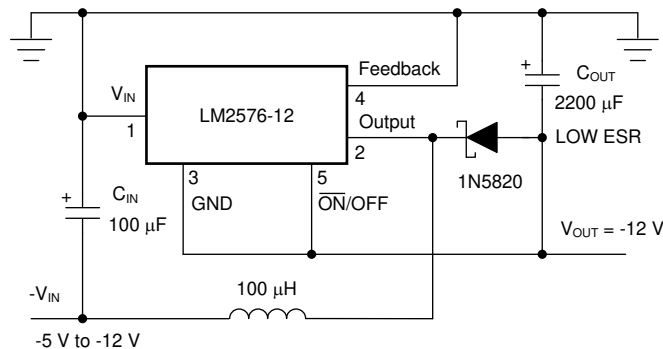 Feedback
+
C_OUT
V_IN
4
2200 μF
1
LM2576-12
Output
LOW ESR
2
+
C_IN
3
5
1N5820
100 μF
GND
ON/OFF
V_OUT = -12 V
-V_IN
100 μH
-5 V to -12 V